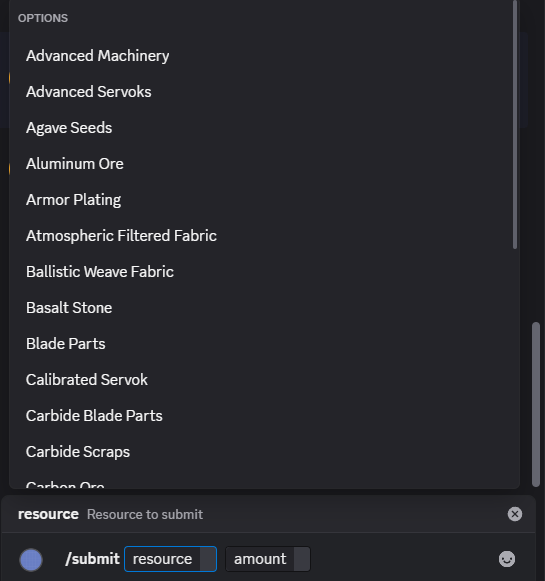 OPTIONS
Advanced Machinery
Advanced Servoks
Agave Seeds
Aluminum Ore
Armor Plating
Atmospheric Filtered Fabric
Ballistic Weave Fabric
Basalt Stone
Blade Parts
Calibrated Servok
Carbide Blade Parts
Carbide Scraps
Carbon Ore
resource Resource to submit
/submit resource amount